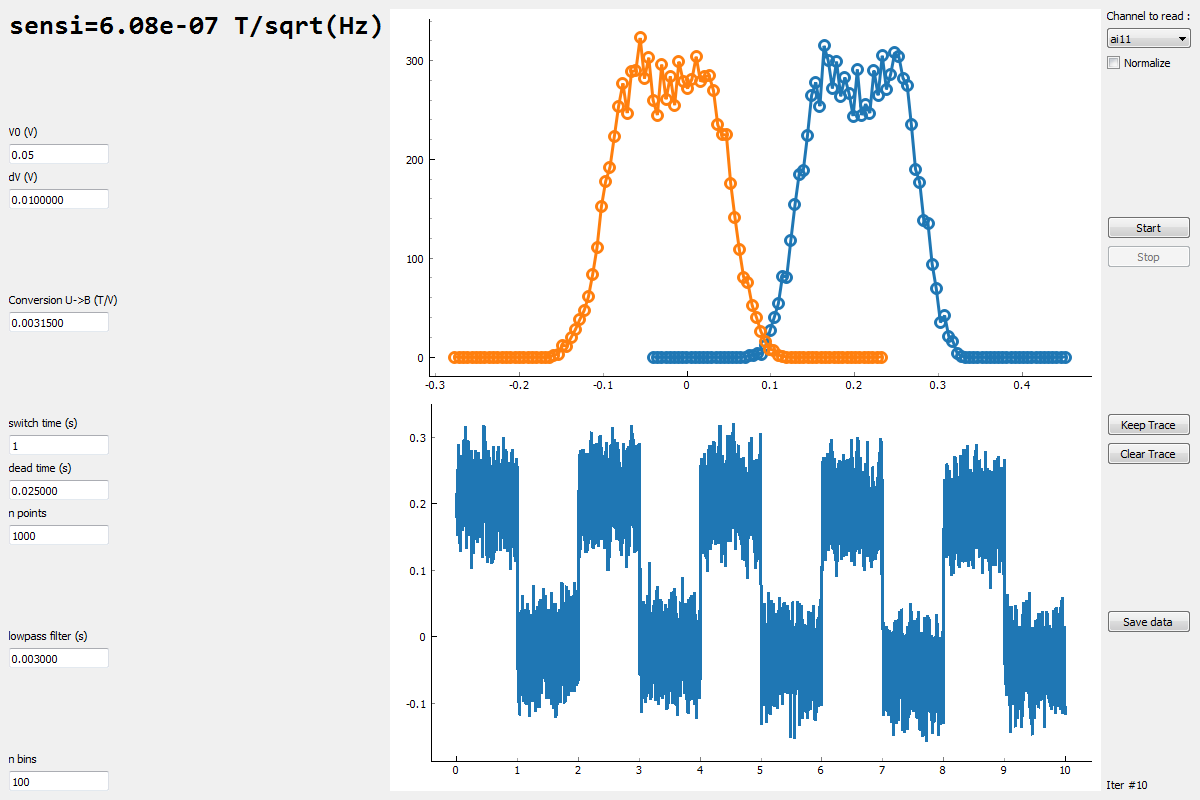 sensi=6.08e-07 T/sqrt(Hz)
V0 (V)
0.05
dV (V)
0.0100000
Conversion U->B (T/V)
0.0031500
switch time (s)
1
dead time (s)
0.025000
n points
1000
lowpass filter (s)
0.003000
n bins
100
300
200
100
0
-0.3 -0.2 -0.1 0 0.1 0.2 0.3 0.4
0.3
0.2
0.1
0
-0.1
0 1 2 3 4 5 6 7 8 9 10
Channel to read :
ai11
Normalize
Start
Stop
Keep Trace
Clear Trace
Save data
Iter #10